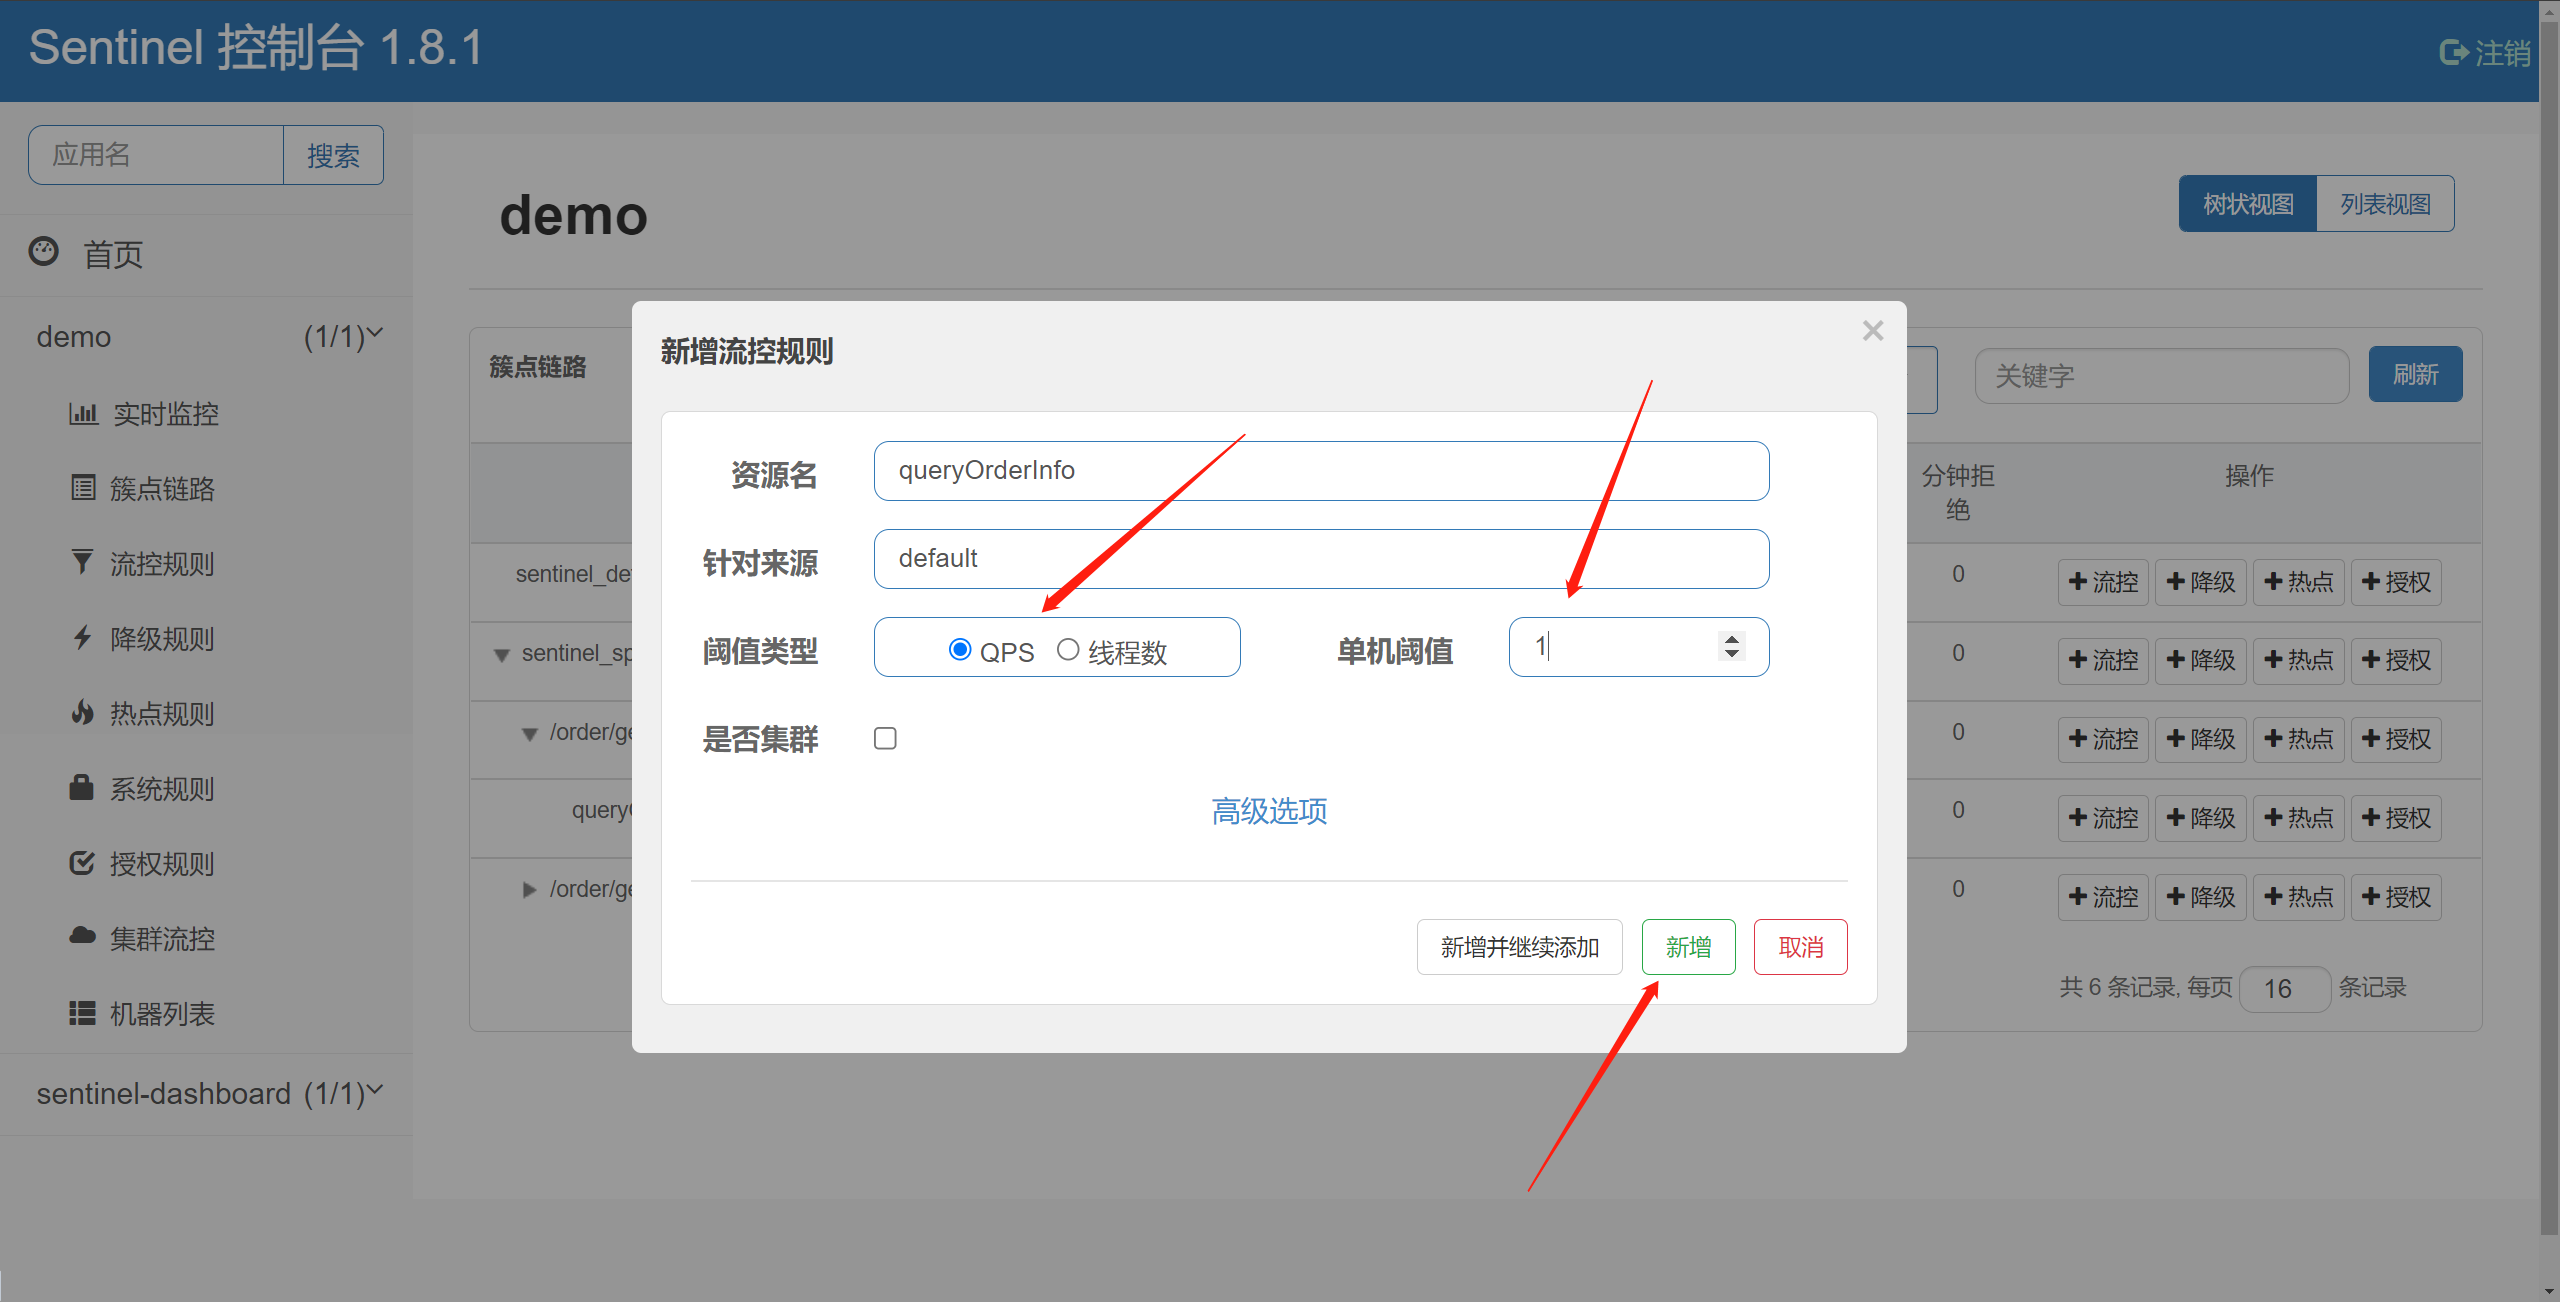 Sentinel 控制台 1.8.1
注销
应用名
搜索
首页
demo (1/1)
实时监控
簇点链路
流控规则
降级规则
热点规则
系统规则
授权规则
集群流控
机器列表
sentinel-dashboard (1/1)
demo
树状视图
列表视图
簇点链路
关键字
刷新
分钟拒
绝
操作
sentinel_de
0
流控 降级 热点 授权
sentinel_sp
0
流控 降级 热点 授权
/order/ge
0
流控 降级 热点 授权
query
0
流控 降级 热点 授权
/order/ge
0
流控 降级 热点 授权
共 6 条记录, 每页 16 条记录
新增流控规则
×
资源名
queryOrderInfo
针对来源
default
阈值类型
QPS 线程数
单机阈值
1
是否集群
高级选项
新增并继续添加
新增
取消